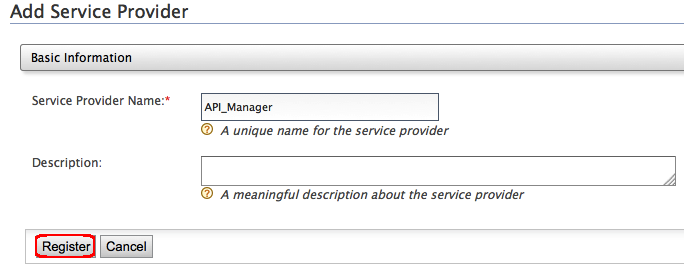 Add Service Provider
Basic Information
Service Provider Name:*
API_Manager
? A unique name for the service provider
Description:
? A meaningful description about the service provider
Register Cancel